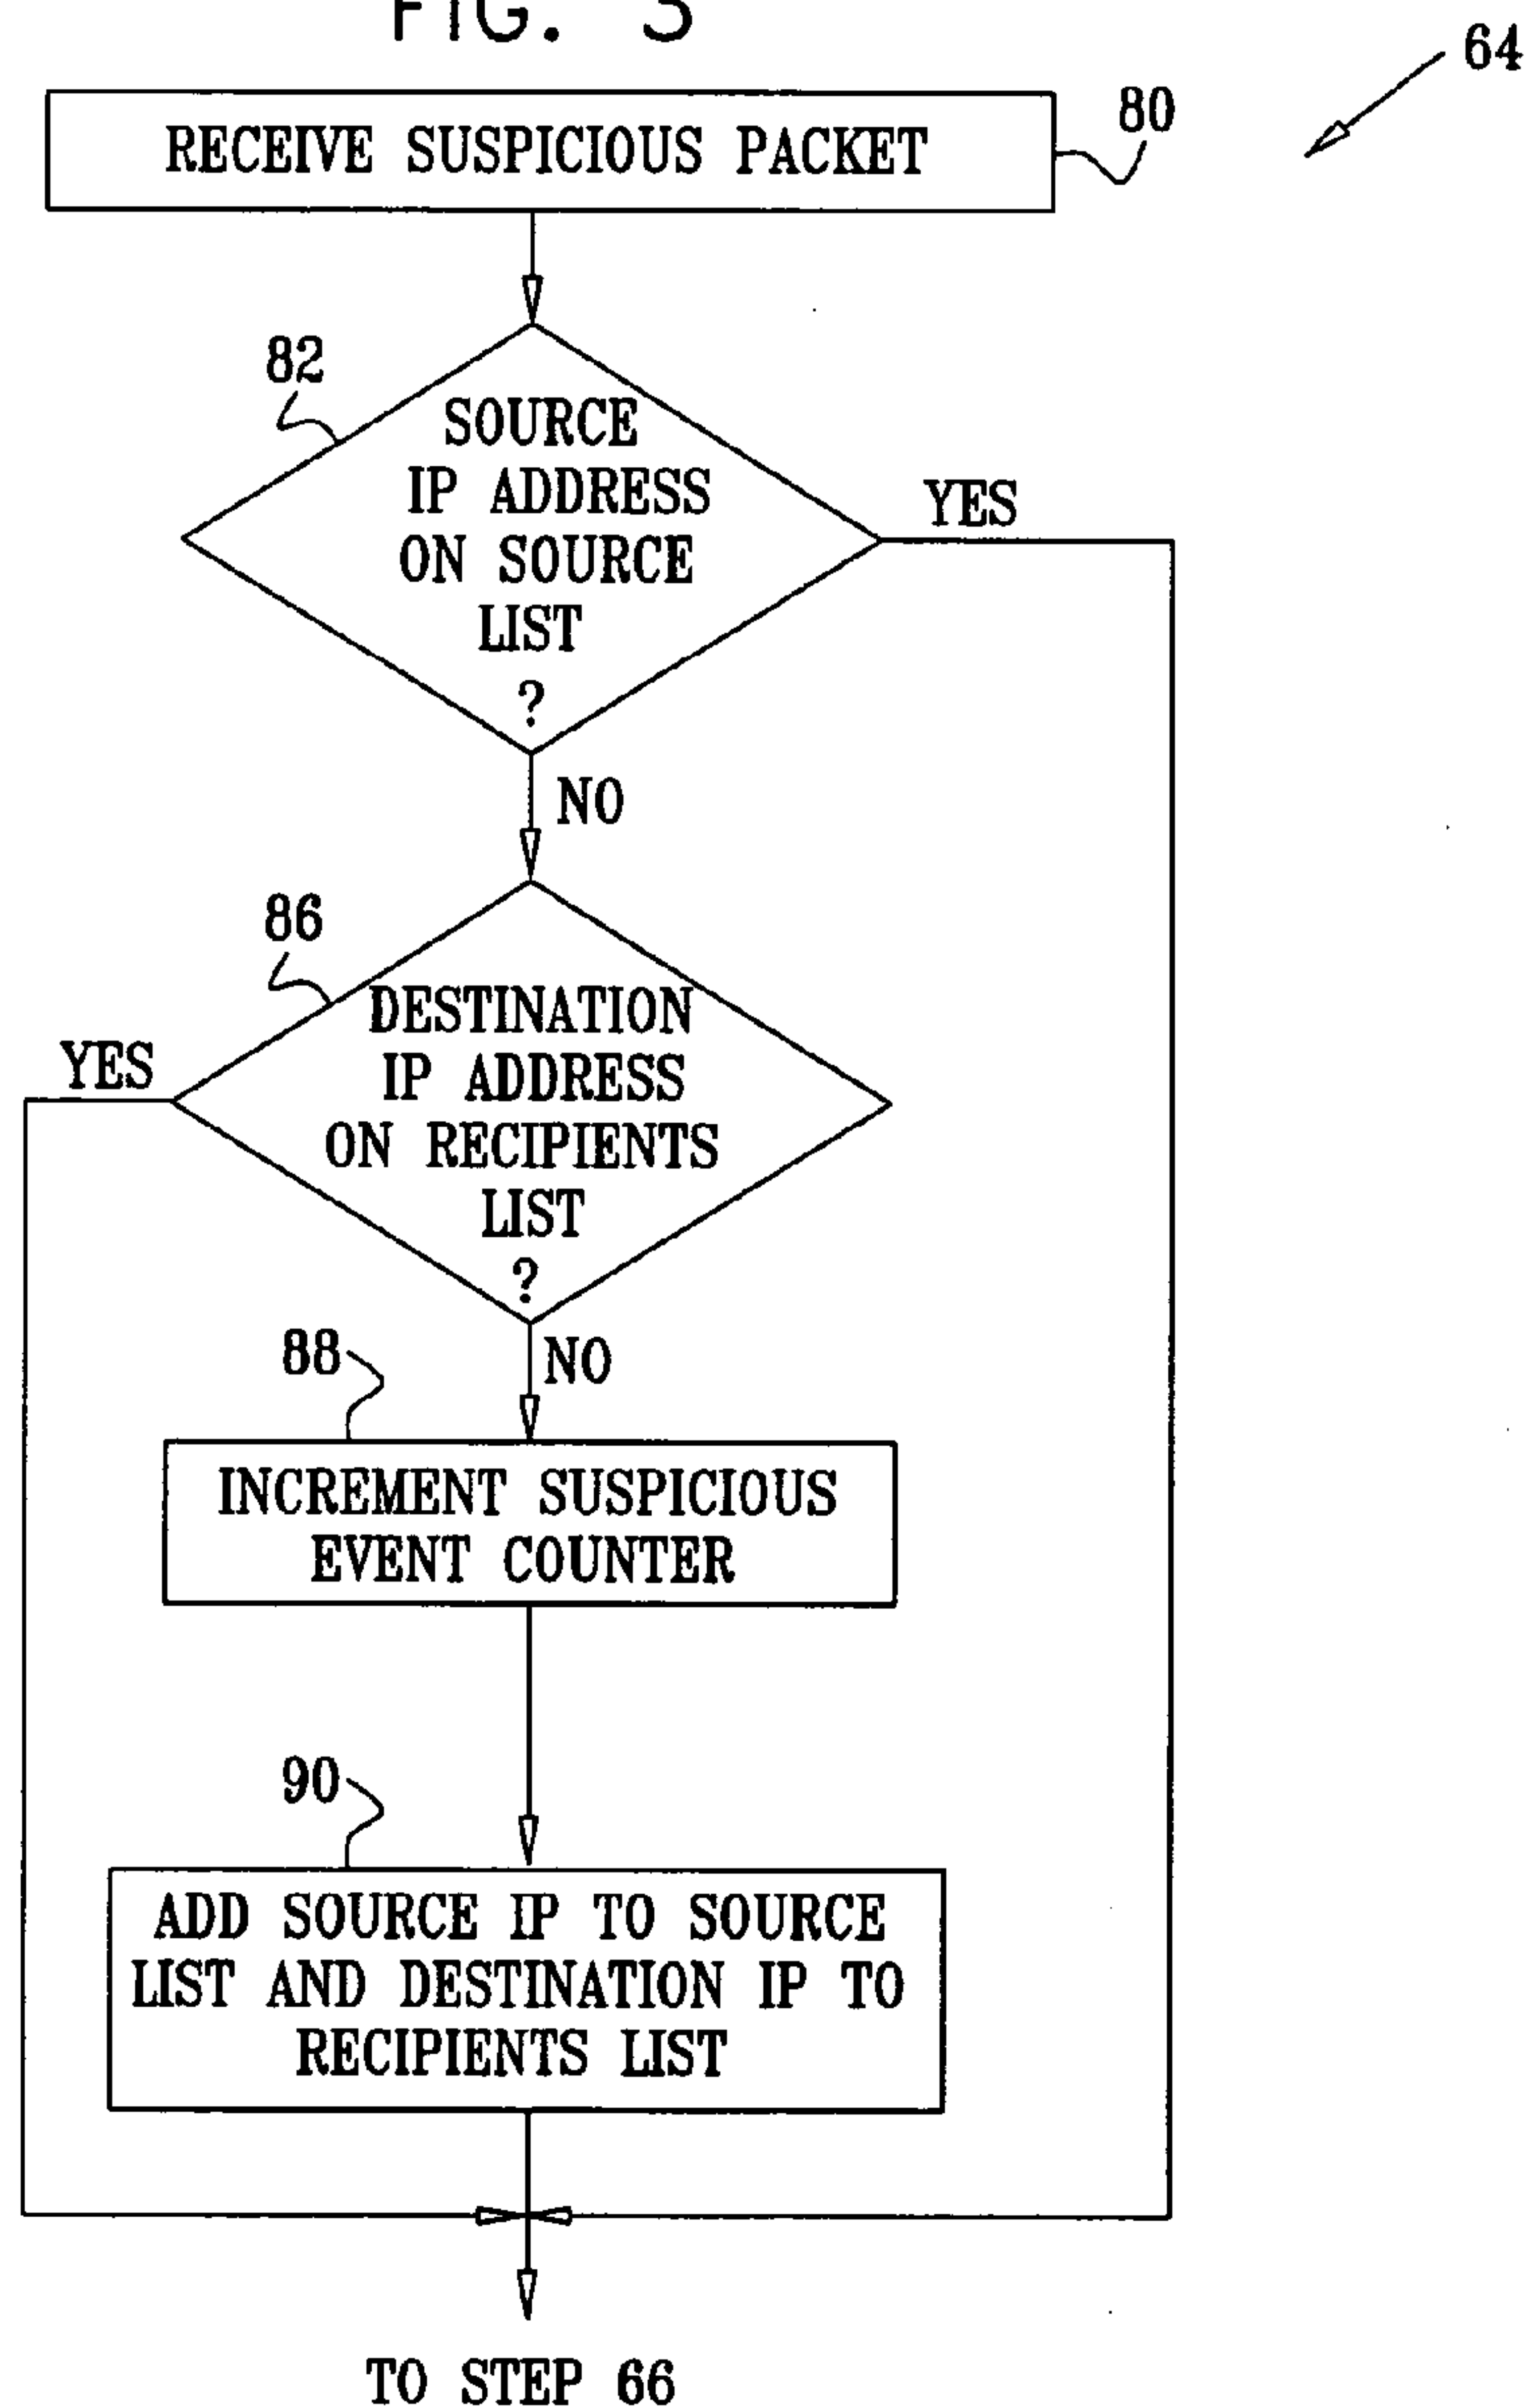 FIG. 3
64
RECEIVE SUSPICIOUS PACKET
80
82
SOURCE
IP ADDRESS
ON SOURCE
LIST
?
YES
NO
86
DESTINATION
IP ADDRESS
ON RECIPIENTS
LIST
?
YES
NO
88
INCREMENT SUSPICIOUS
EVENT COUNTER
90
ADD SOURCE IP TO SOURCE
LIST AND DESTINATION IP TO
RECIPIENTS LIST
TO STEP 66